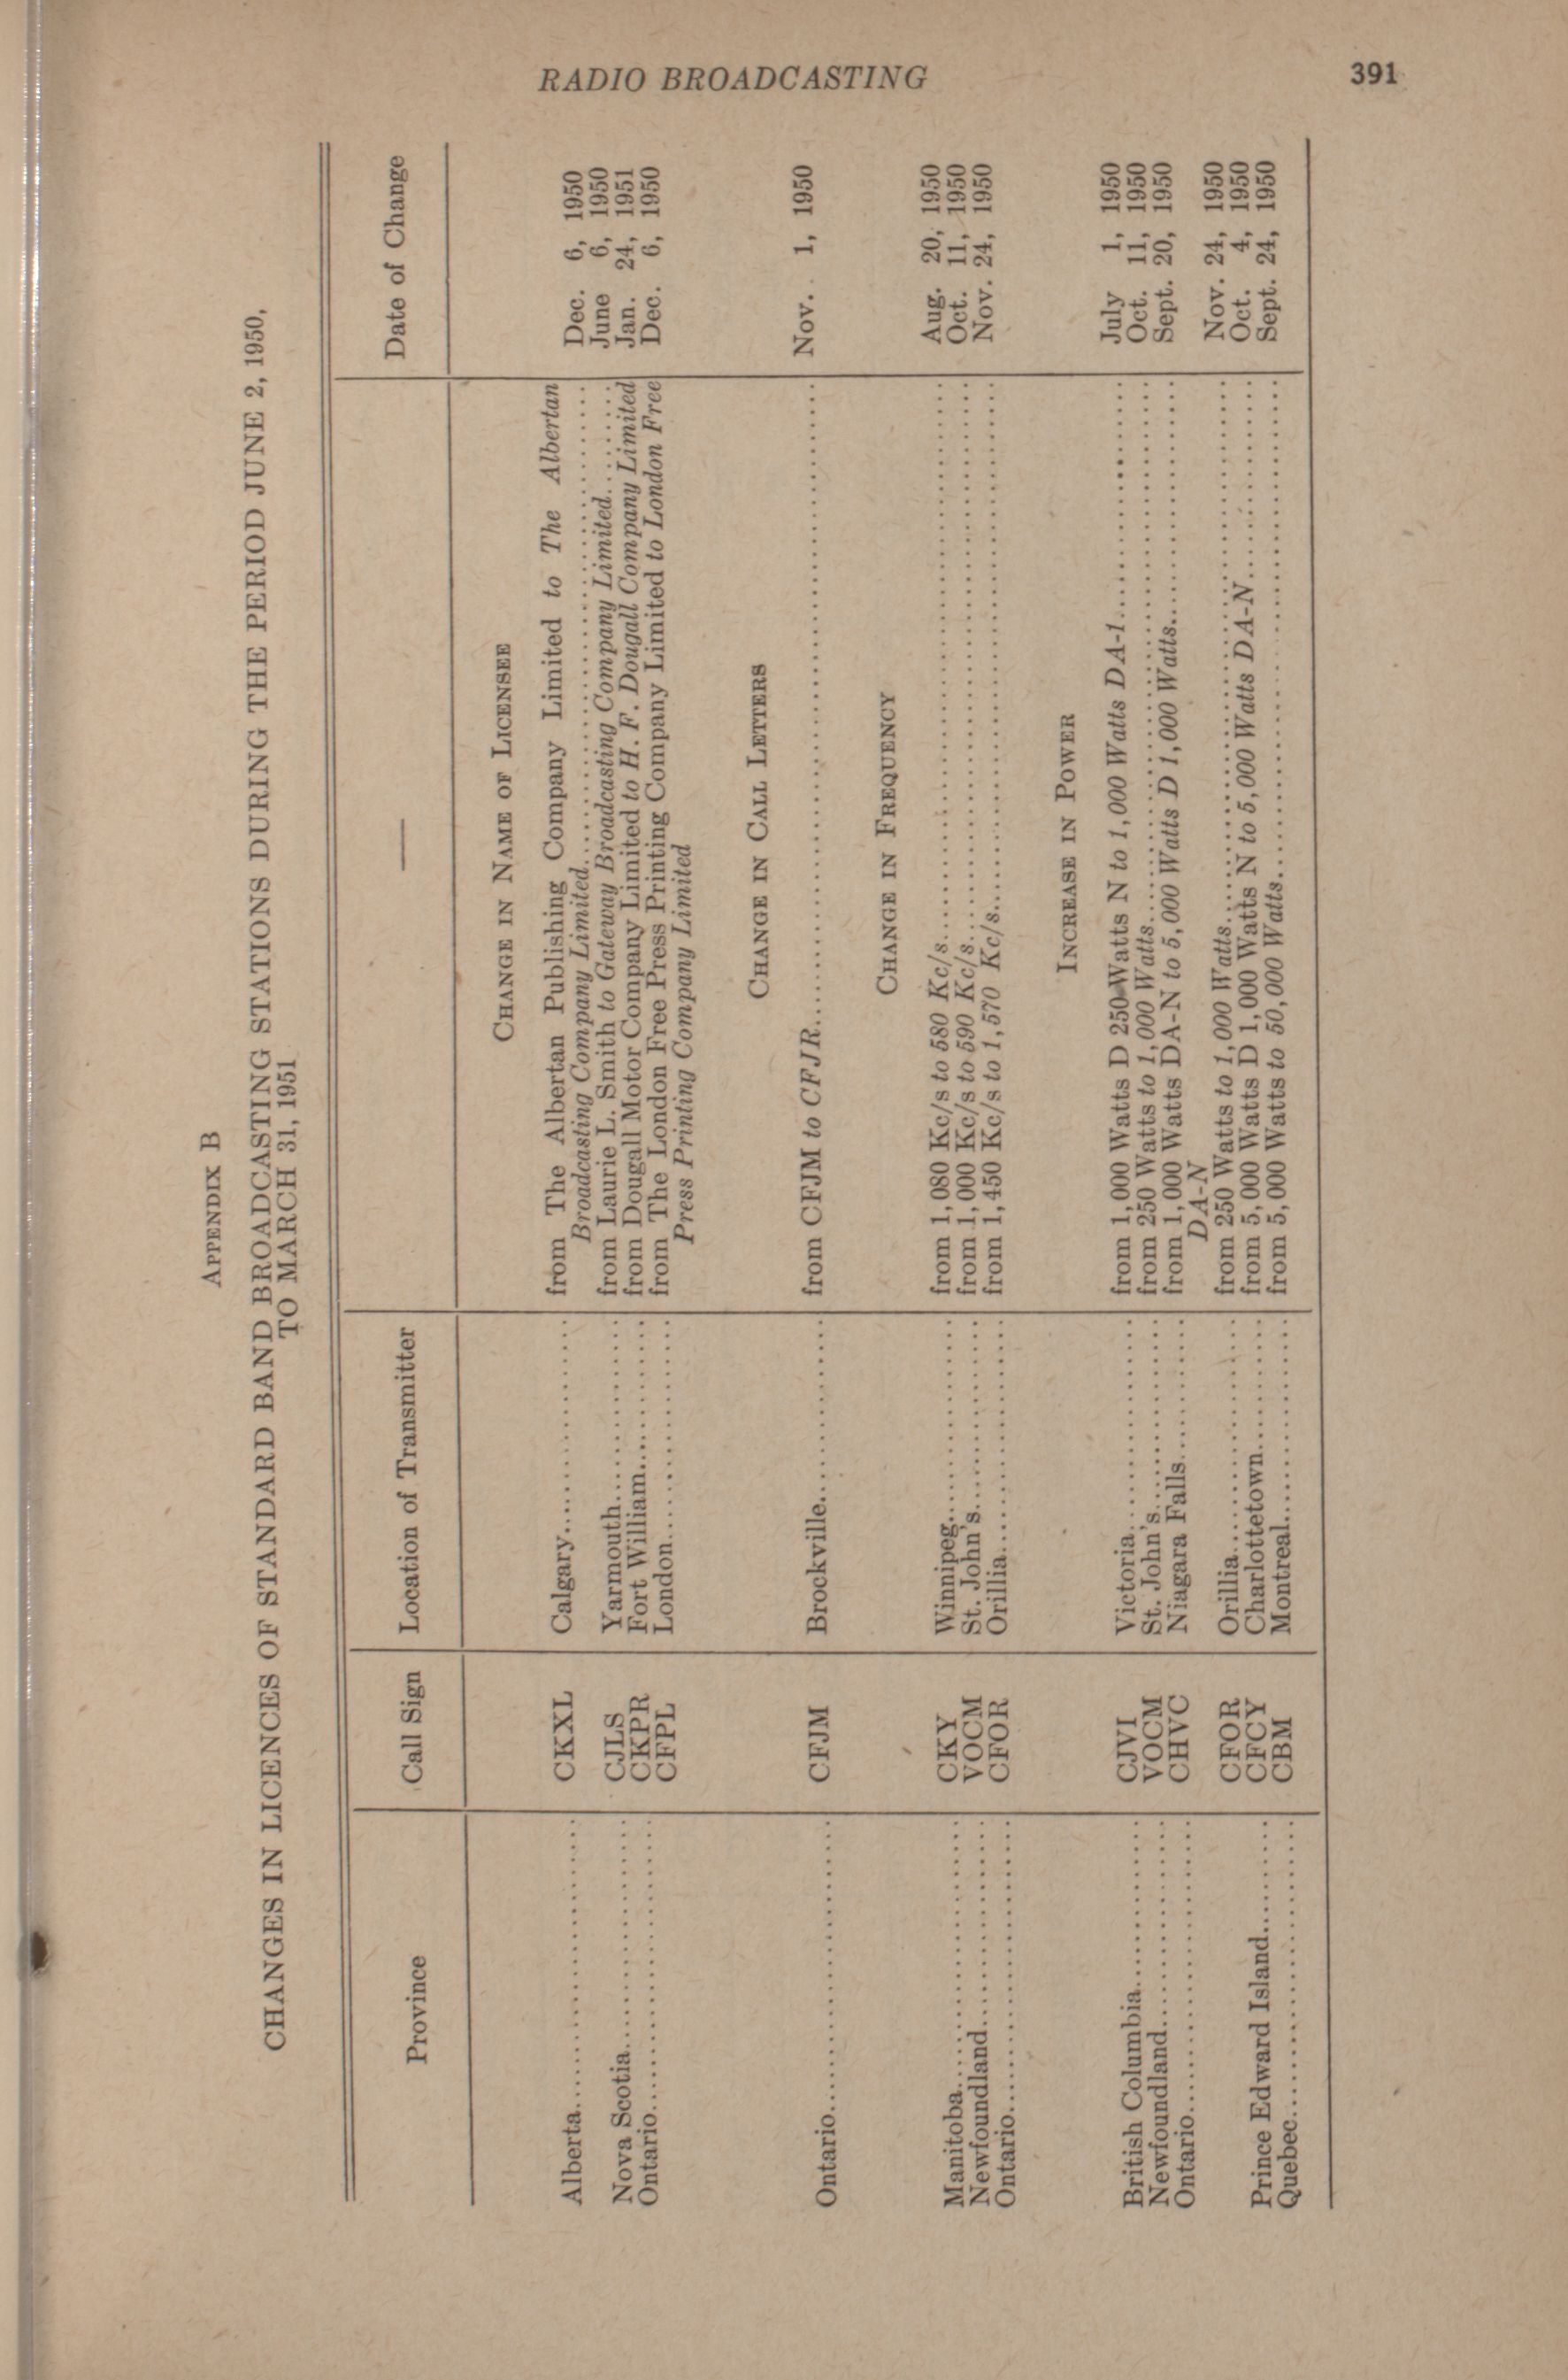 RADIO BROADCASTING 391
APPENDIX B
CHANGES IN LICENCES OF STANDARD BAND BROADCASTING STATIONS DURING THE PERIOD JUNE 2, 1950,
TO MARCH 31, 1951
Province Call Sign Location of Transmitter — Date of Change
CHANGE IN NAME OF LICENSEE
Alberta CKXL Calgary from The Albertan Publishing Company Limited to The Albertan
Broadcasting Company Limited Dec. 6, 1950
Nova Scotia CJLS Yarmouth from Laurie L. Smith to Gateway Broadcasting Company Limited June 6, 1950
Ontario CKPR Fort William from Dougall Motor Company Limited to H. F. Dougall Company Limited Jan. 24, 1951
CFPL London from The London Free Press Printing Company Limited to London Free Dec. 6, 1950
Press Printing Company Limited
CHANGE IN CALL LETTERS
Ontario CFJM Brockville from CFJM to CFJR Nov. 1, 1950
CHANGE IN FREQUENCY
Manitoba CKY Winnipeg from 1,080 Kc/s to 580 Kc/s Aug. 20, 1950
Newfoundland VOCM St. John's from 1,000 Kc/s to 590 Kc/s Oct. 11, 1950
Ontario CFOR Orillia from 1,450 Kc/s to 1,570 Kc/s Nov. 24, 1950
INCREASE IN POWER
British Columbia CJVI Victoria from 1,000 Watts D 250 Watts N to 1,000 Watts DA-1 July 1, 1950
Newfoundland VOCM St. John's from 250 Watts to 1,000 Watts Oct. 11, 1950
Ontario CHVC Niagara Falls from 1,000 Watts DA-N to 5,000 Watts D 1,000 Watts Sept. 20, 1950
DA-N
CFOR Orillia from 250 Watts to 1,000 Watts Nov. 24, 1950
Prince Edward Island CFCY Charlottetown from 5,000 Watts D 1,000 Watts N to 5,000 Watts DA-N Oct. 4, 1950
Quebec CBM Montreal from 5,000 Watts to 50,000 Watts Sept. 24, 1950